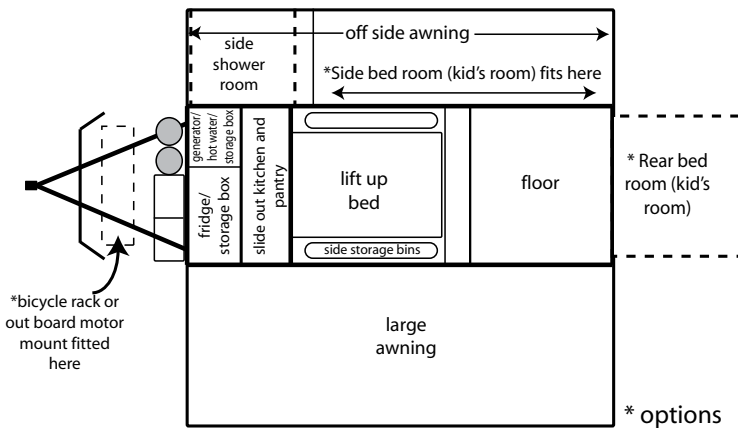 off side awning
side
shower
room
*Side bed room (kid's room) fits here
generator/
hot water/
storage box
fridge/
storage box
slide out kitchen and
pantry
lift up
bed
side storage bins
floor
* Rear bed
room (kid's
room)
*bicycle rack or
out board motor
mount fitted
here
large
awning
* options